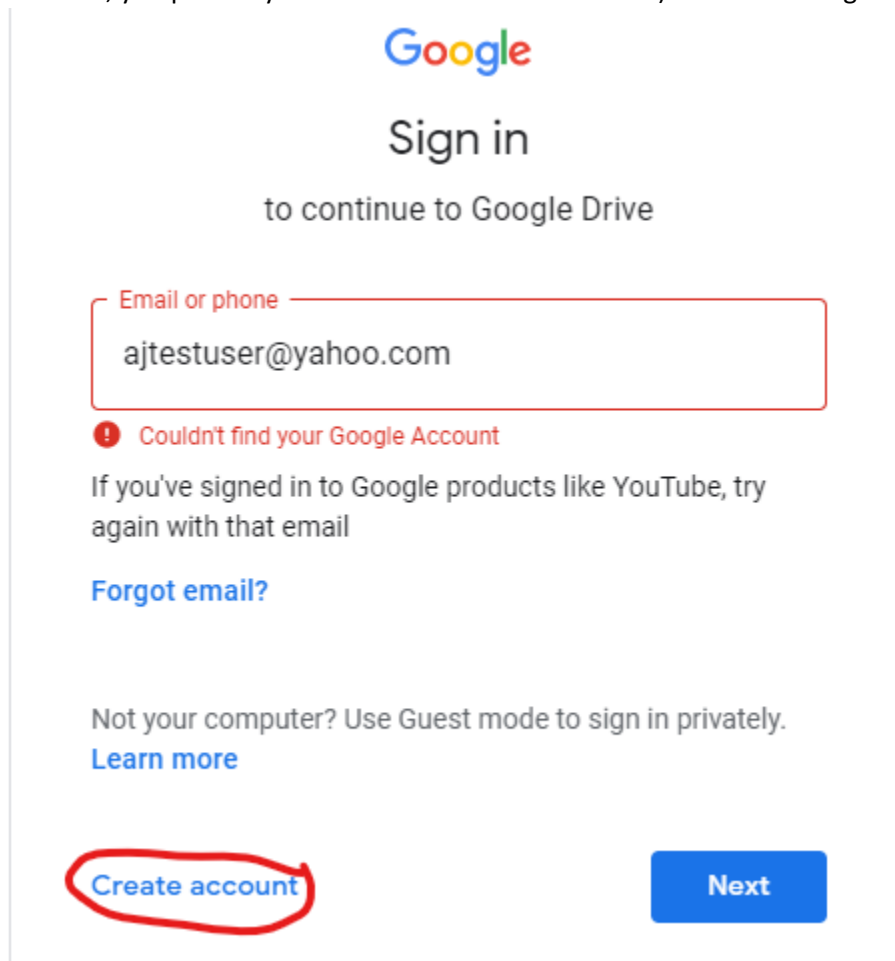 Google
Sign in
to continue to Google Drive
Email or phone
ajtestuser@yahoo.com
Couldn't find your Google Account
If you've signed in to Google products like YouTube, try
again with that email
Forgot email?
Not your computer? Use Guest mode to sign in privately.
Learn more
Create account
Next